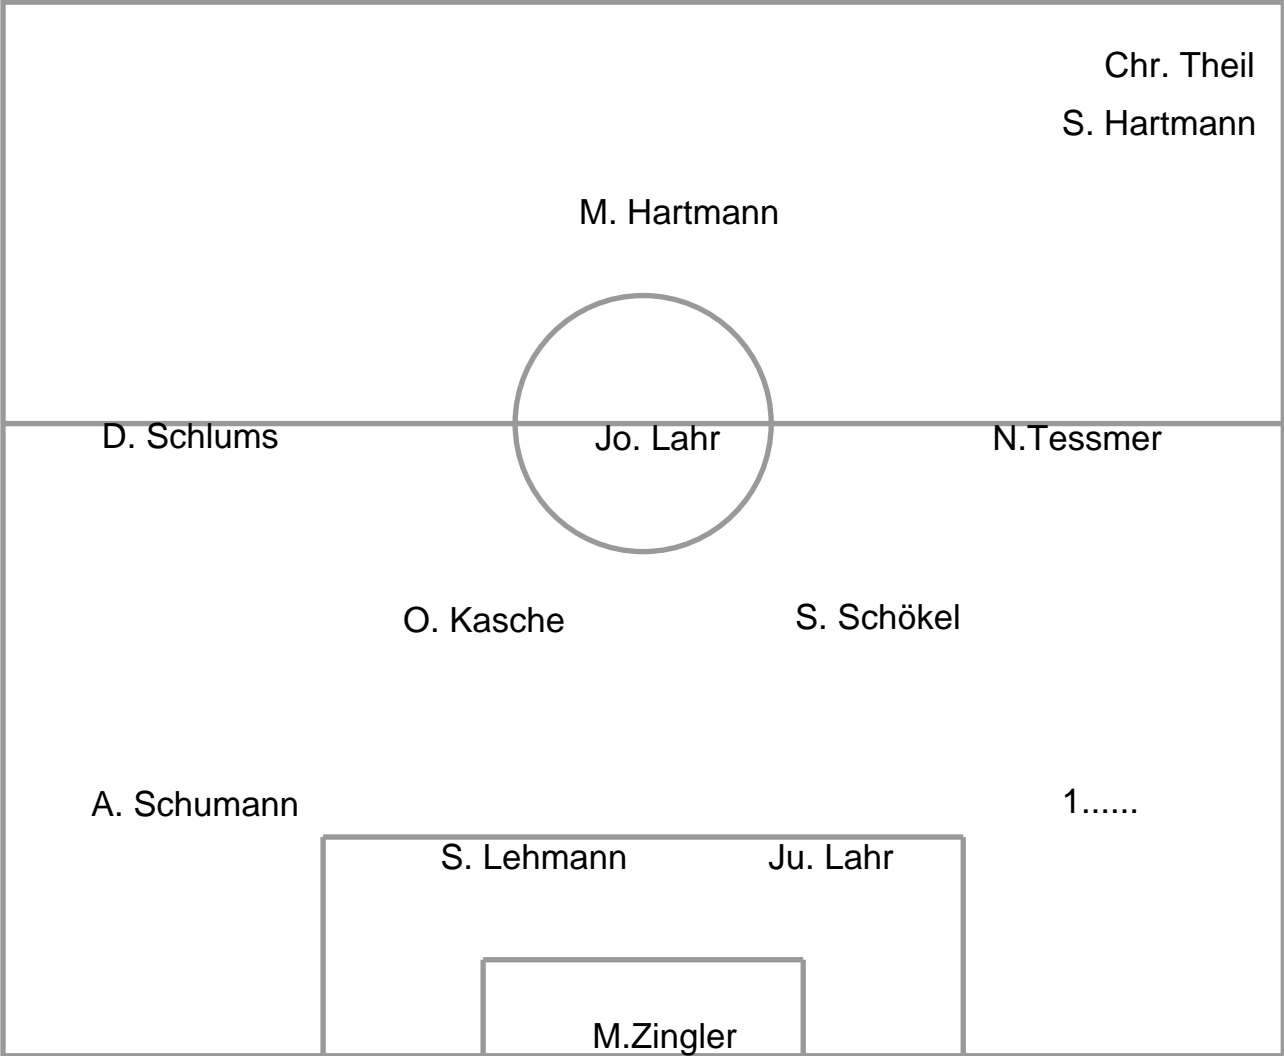 Chr. Theil
S. Hartmann
M. Hartmann
D. Schlums
Jo. Lahr
N.Tessmer
O. Kasche
S. Schökel
A. Schumann
1......
S. Lehmann
Ju. Lahr
M.Zingler